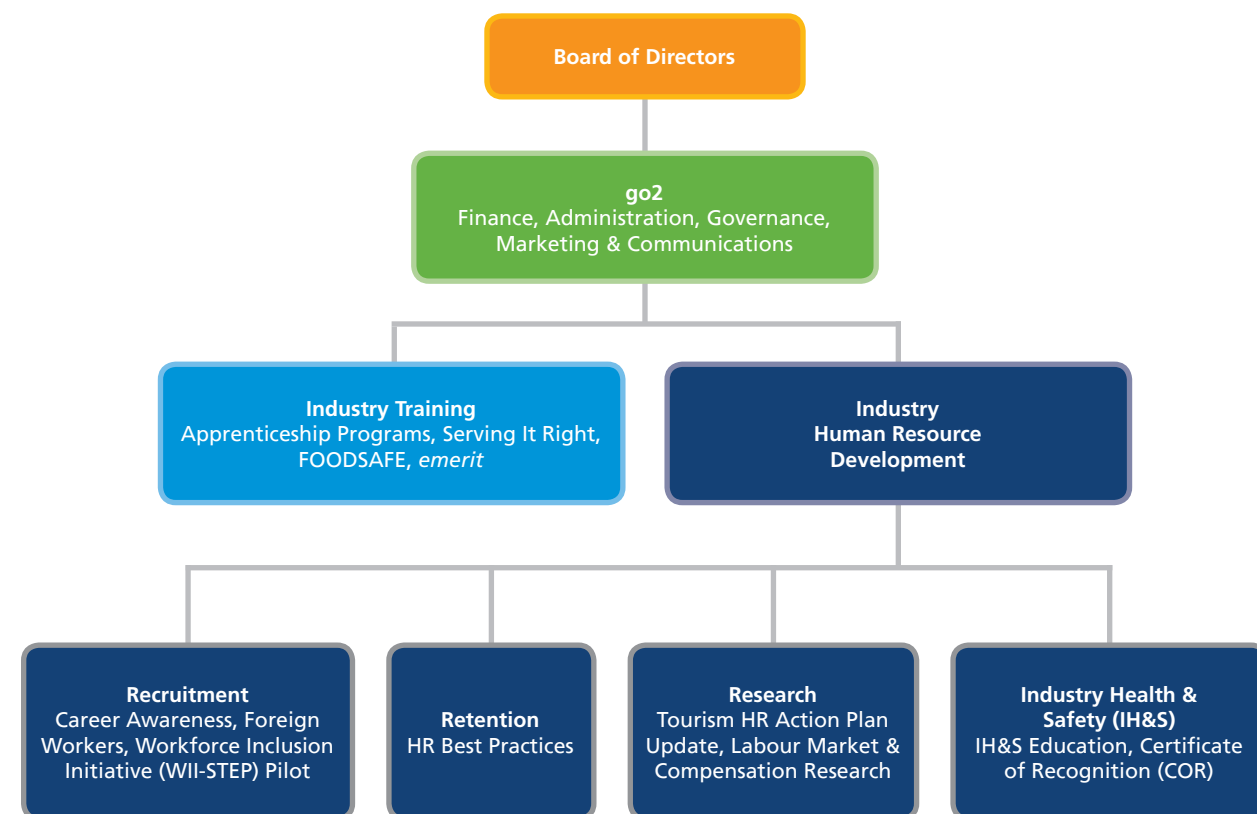 Board of Directors
go2
Finance, Administration, Governance,
Marketing & Communications
Industry Training
Apprenticeship Programs, Serving It Right,
FOODSAFE, emerit
Industry
Human Resource
Development
Recruitment
Career Awareness, Foreign
Workers, Workforce Inclusion
Initiative (WII-STEP) Pilot
Retention
HR Best Practices
Research
Tourism HR Action Plan
Update, Labour Market &
Compensation Research
Industry Health &
Safety (IH&S)
IH&S Education, Certificate
of Recognition (COR)